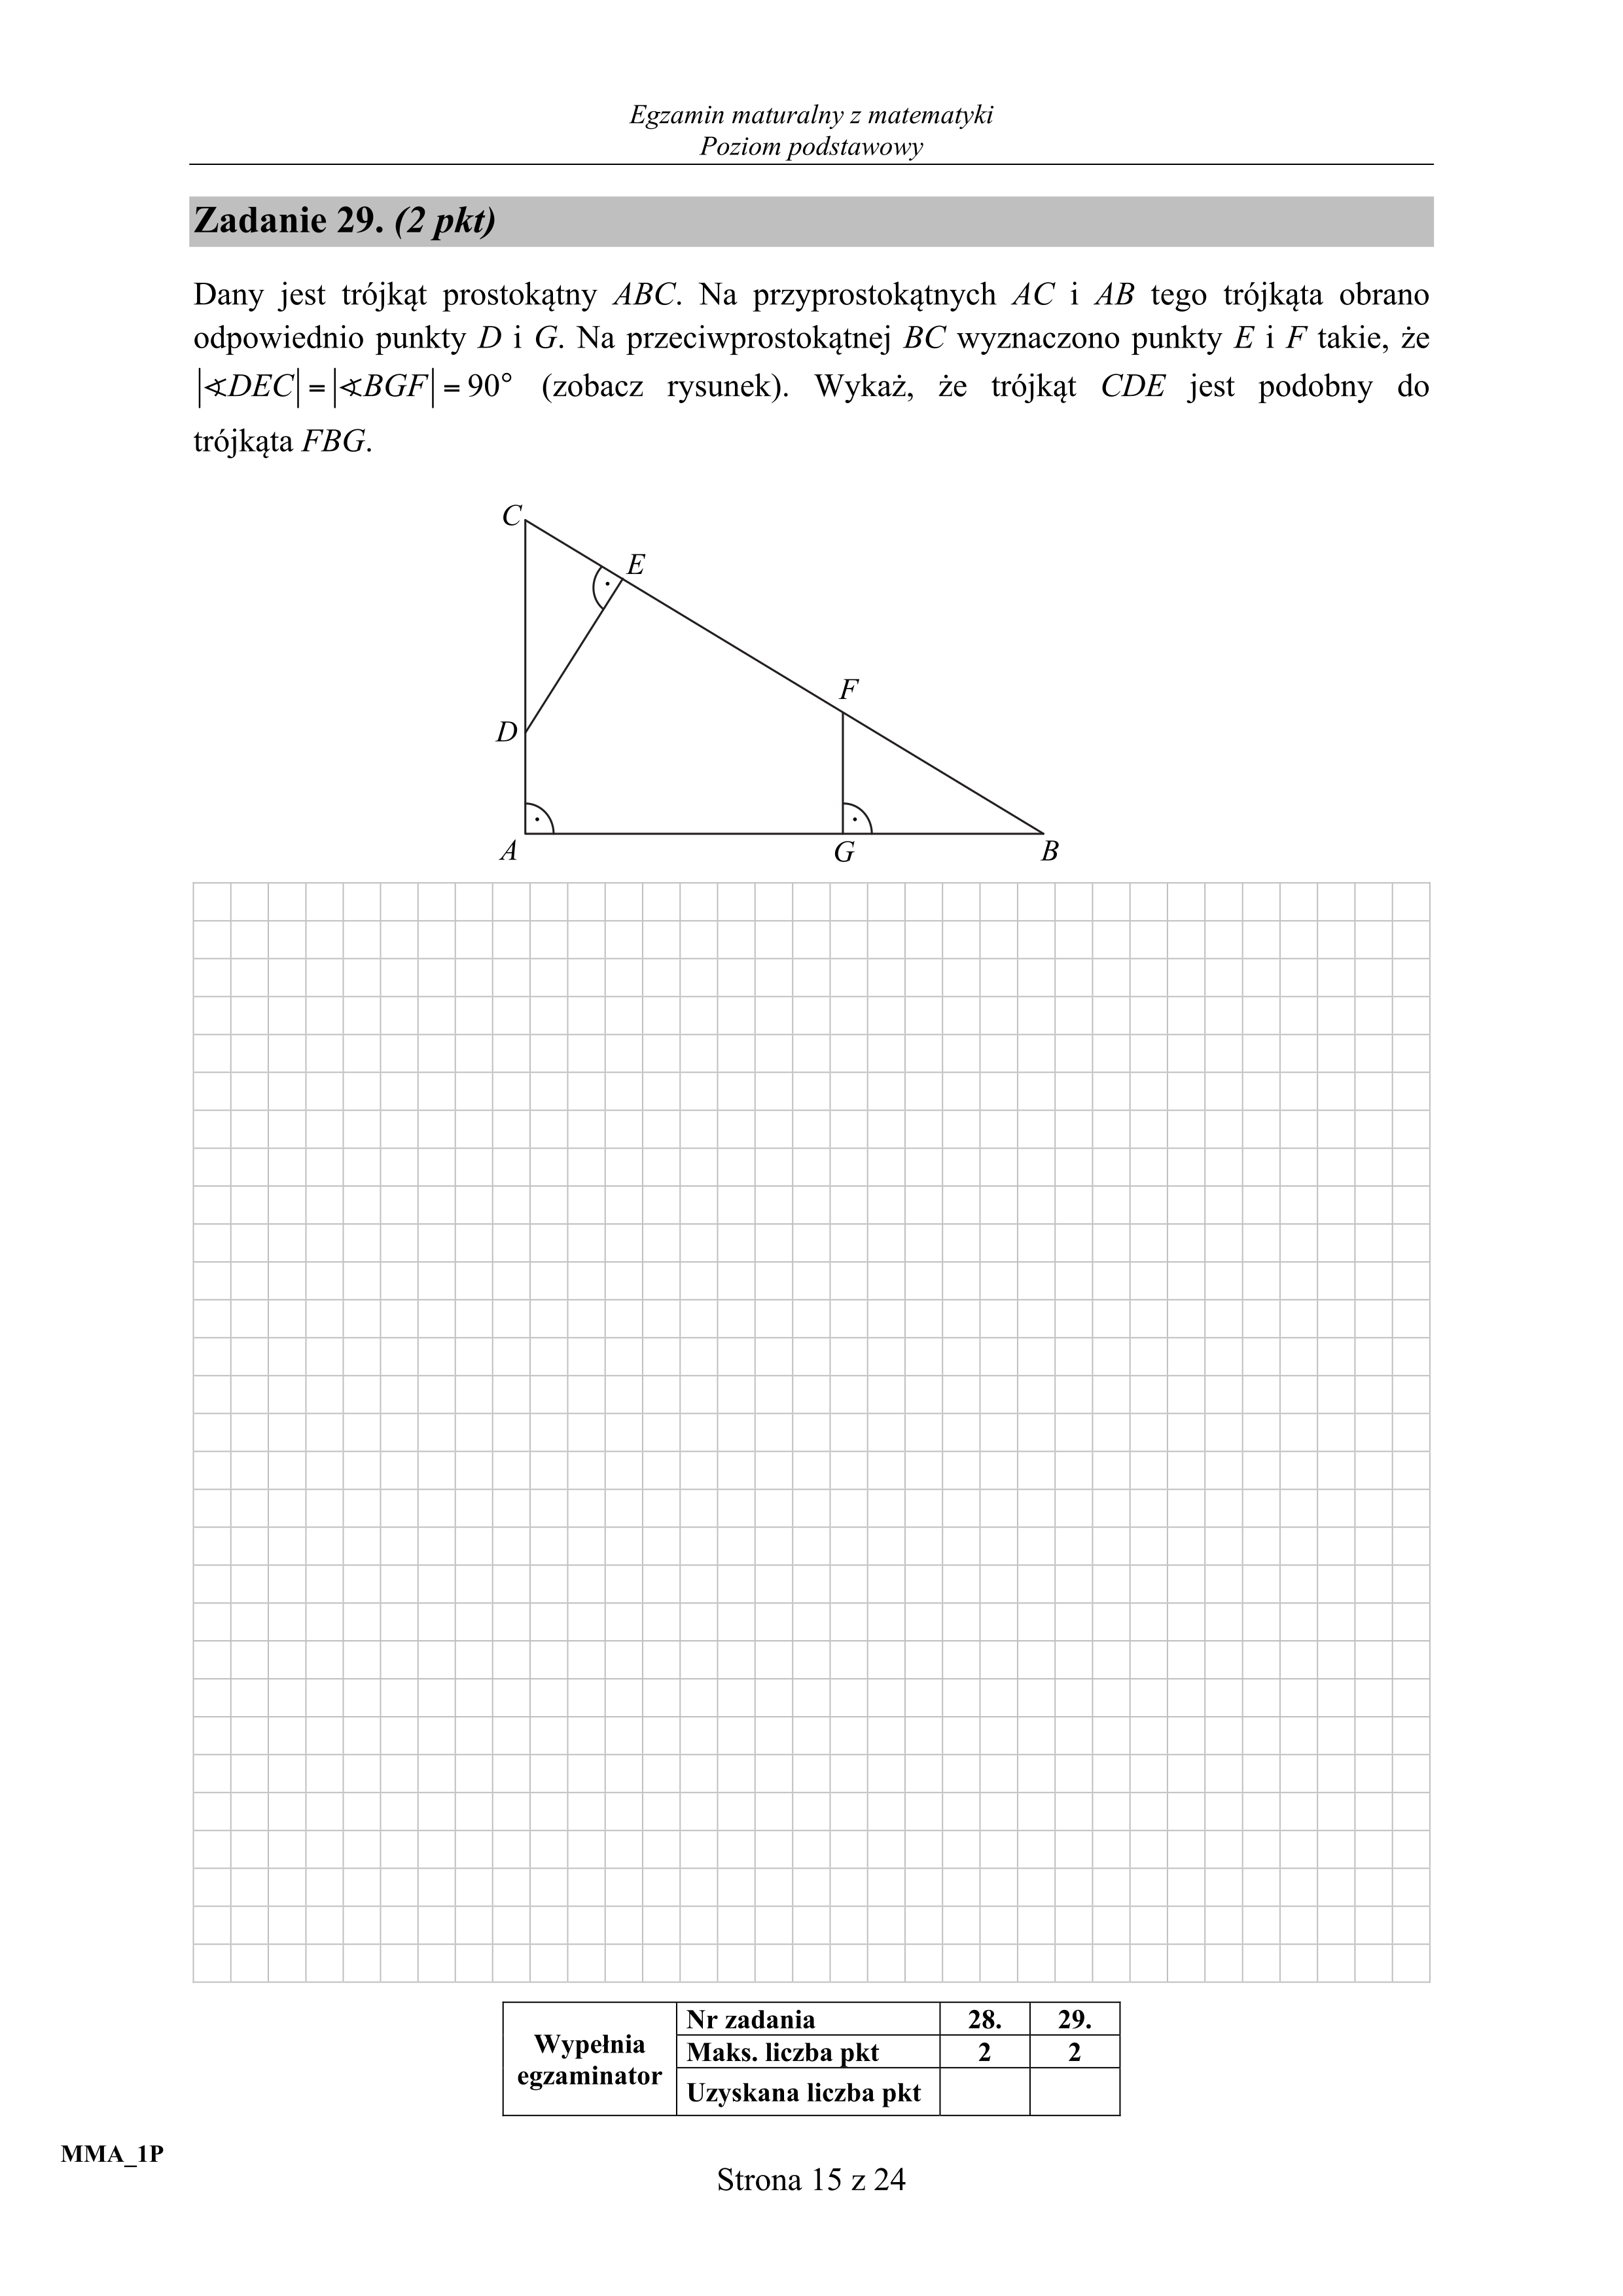 Egzamin maturalny z matematyki
Poziom podstawowy
Zadanie 29. (2 pkt)
Dany jest trójkąt prostokątny ABC. Na przyprostokątnych AC i AB tego trójkąta obrano
odpowiednio punkty D i G. Na przeciwprostokątnej BC wyznaczono punkty E i F takie, że
|∢DEC| = |∢BGF| = 90° (zobacz rysunek). Wykaż, że trójkąt CDE jest podobny do
trójkąta FBG.
C
E
F
D
A
G
B
Wypełnia
egzaminator
Nr zadania 28. 29.
Maks. liczba pkt 2 2
Uzyskana liczba pkt
MMA_1P
Strona 15 z 24